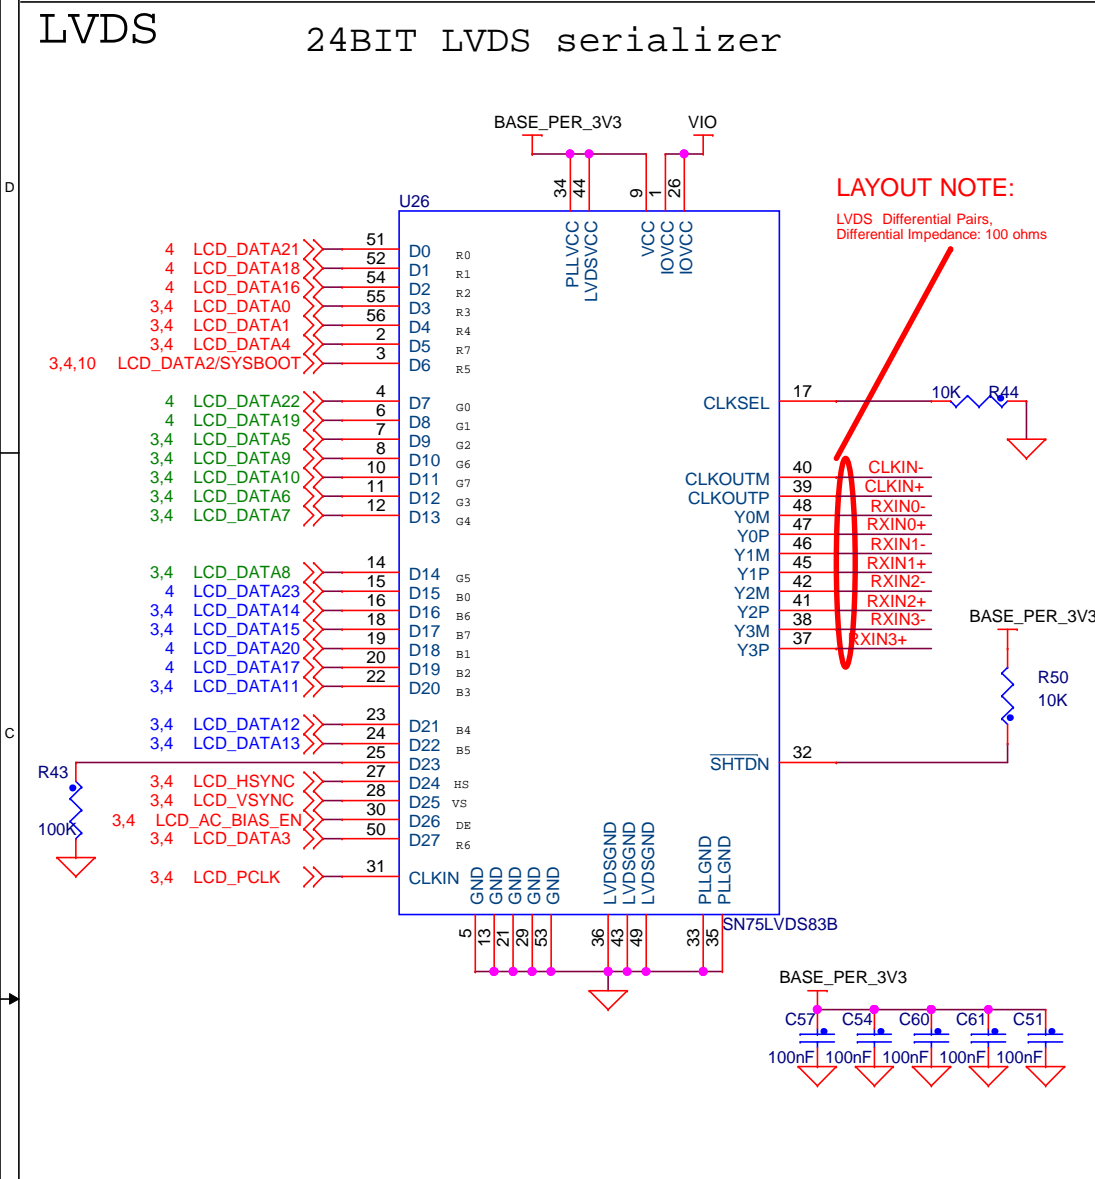 LVDS
24BIT LVDS serializer
BASE_PER_3V3
VIO
34
44
9
1
26
D
LAYOUT NOTE:
LVDS Differential Pairs,
Differential Impedance: 100 ohms
U26
PLLVCC
LVDSVCC
VCC
IOVCC
IOVCC
4 LCD_DATA21 51 D0 R0
4 LCD_DATA18 52 D1 R1
4 LCD_DATA16 54 D2 R2
3,4 LCD_DATA0 55 D3 R3
3,4 LCD_DATA1 56 D4 R4
3,4 LCD_DATA4 2 D5 R7
3,4,10 LCD_DATA2/SYSBOOT 3 D6 R5
4 LCD_DATA22 4 D7 G0
4 LCD_DATA19 6 D8 G1
3,4 LCD_DATA5 7 D9 G2
3,4 LCD_DATA9 8 D10 G6
3,4 LCD_DATA10 10 D11 G7
3,4 LCD_DATA6 11 D12 G3
3,4 LCD_DATA7 12 D13 G4
3,4 LCD_DATA8 14 D14 G5
4 LCD_DATA23 15 D15 B0
3,4 LCD_DATA14 16 D16 B6
3,4 LCD_DATA15 18 D17 B7
4 LCD_DATA20 19 D18 B1
4 LCD_DATA17 20 D19 B2
3,4 LCD_DATA11 22 D20 B3
3,4 LCD_DATA12 23 D21 B4
3,4 LCD_DATA13 24 D22 B5
25 D23
3,4 LCD_HSYNC 27 D24 HS
3,4 LCD_VSYNC 28 D25 VS
3,4 LCD_AC_BIAS_EN 30 D26 DE
3,4 LCD_DATA3 50 D27 R6
3,4 LCD_PCLK 31 CLKIN
C
R43
100K
CLKSEL 17 10K R44
CLKOUTM 40 CLKIN-
CLKOUTP 39 CLKIN+
Y0M 48 RXIN0-
Y0P 47 RXIN0+
Y1M 46 RXIN1-
Y1P 45 RXIN1+
Y2M 42 RXIN2-
Y2P 41 RXIN2+
Y3M 38 RXIN3-
Y3P 37 RXIN3+
BASE_PER_3V3
R50
10K
SHTDN 32
GND
GND
GND
GND
GND
LVDSGND
LVDSGND
LVDSGND
PLLGND
PLLGND
SN75LVDS83B
5
13
21
29
53
36
43
49
33
35
BASE_PER_3V3
C57 C54 C60 C61 C51
100nF 100nF 100nF 100nF 100nF